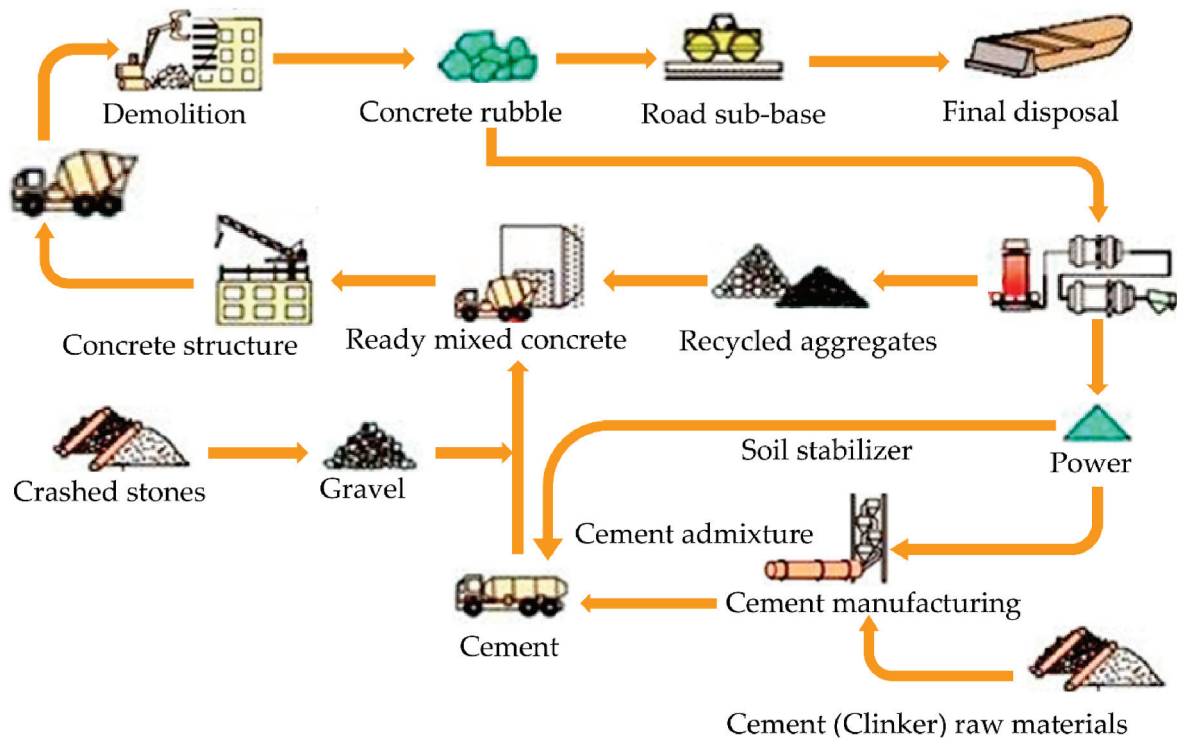 Demolition
Concrete rubble
Road sub-base
Final disposal
Concrete structure
Ready mixed concrete
Recycled aggregates
Crashed stones
Gravel
Soil stabilizer
Power
Cement admixture
Cement
Cement manufacturing
Cement (Clinker) raw materials